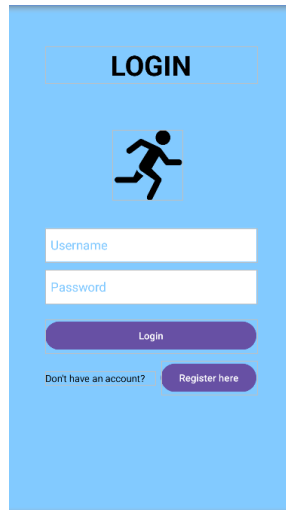 LOGIN
Username
Password
Login
Don't have an account?
Register here